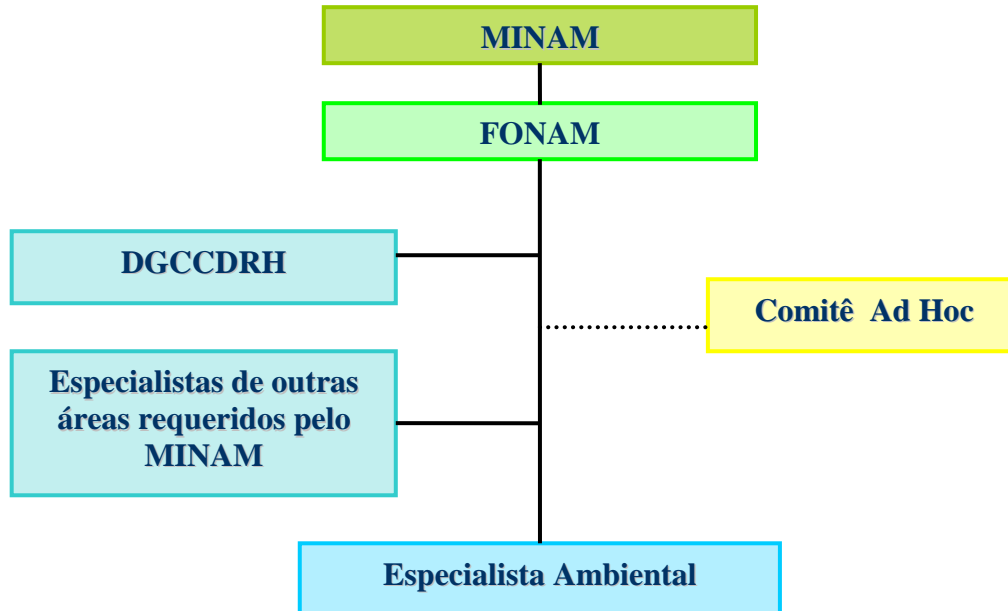 MINAM
FONAM
DGCCDRH
Comitê Ad Hoc
Especialistas de outras
áreas requeridos pelo
MINAM
Especialista Ambiental